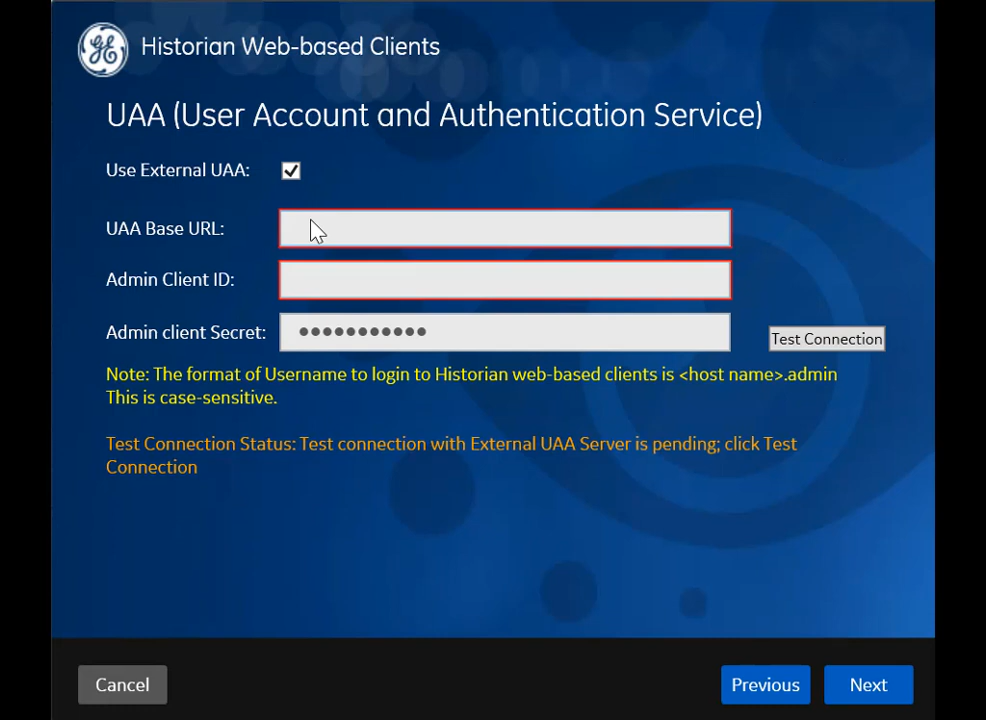 Historian Web-based Clients
UAA (User Account and Authentication Service)
Use External UAA:
UAA Base URL:
Admin Client ID:
Admin client Secret: ●●●●●●●●●●●
Test Connection
Note: The format of Username to login to Historian web-based clients is <host name>.admin
This is case-sensitive.
Test Connection Status: Test connection with External UAA Server is pending; click Test
Connection
Cancel
Previous
Next